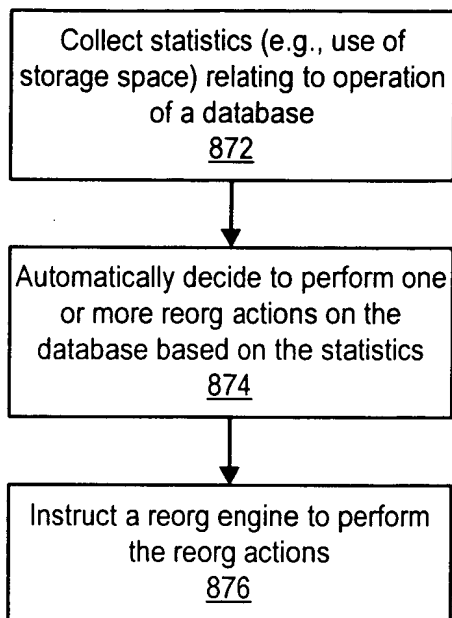 Collect statistics (e.g., use of
storage space) relating to operation
of a database
872
Automatically decide to perform one
or more reorg actions on the
database based on the statistics
874
Instruct a reorg engine to perform
the reorg actions
876